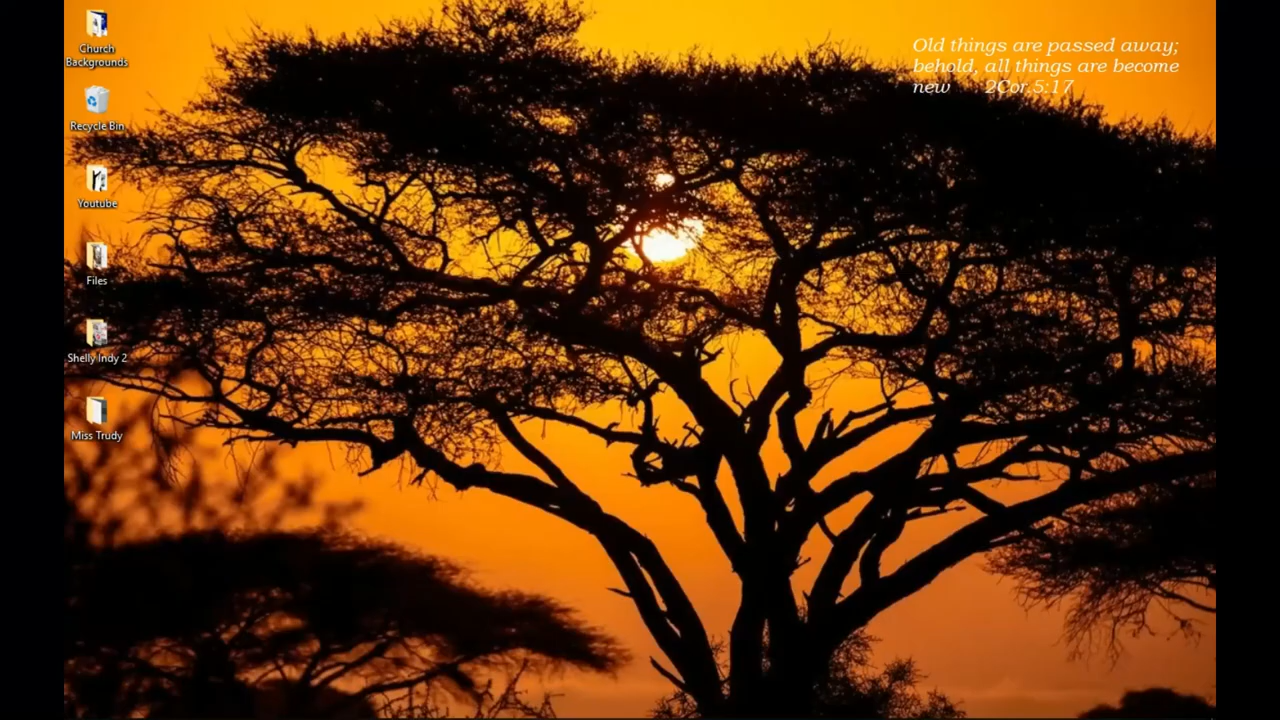 Church
Backgrounds
Recycle Bin
Youtube
Files
Shelly Indy 2
Miss Trudy
Old things are passed away;
behold, all things are become
new 2Cor.5:17